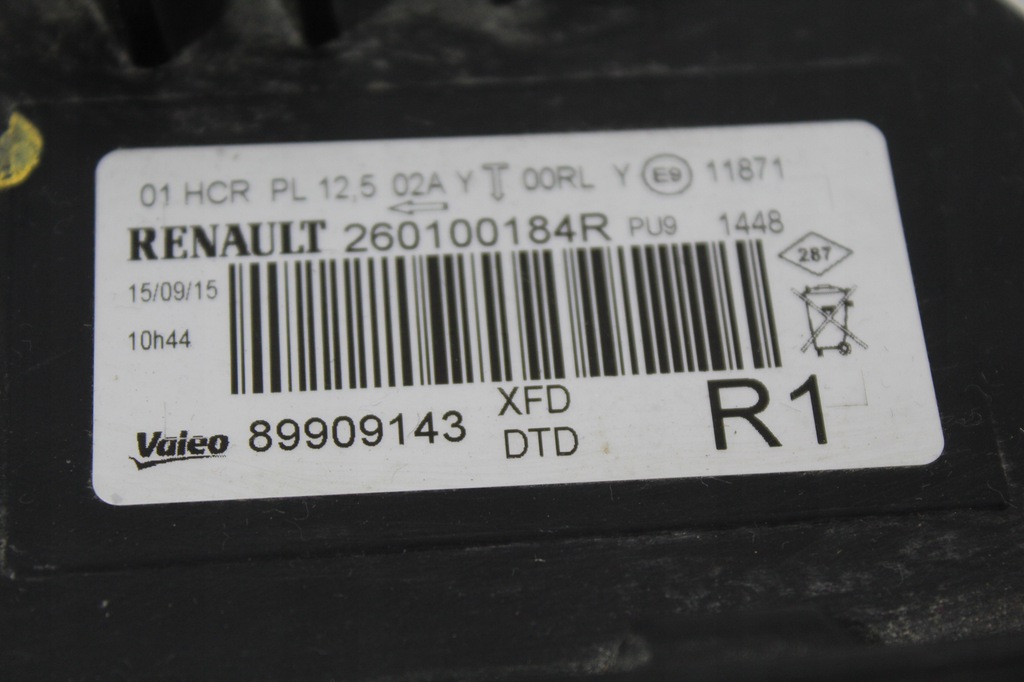 01 HCR PL 12,5 02A Y 00RL Y E9 11871
RENAULT 260100184R PU9 1448
287
15/09/15
10h44
Valeo 89909143
XFD
DTD
R1